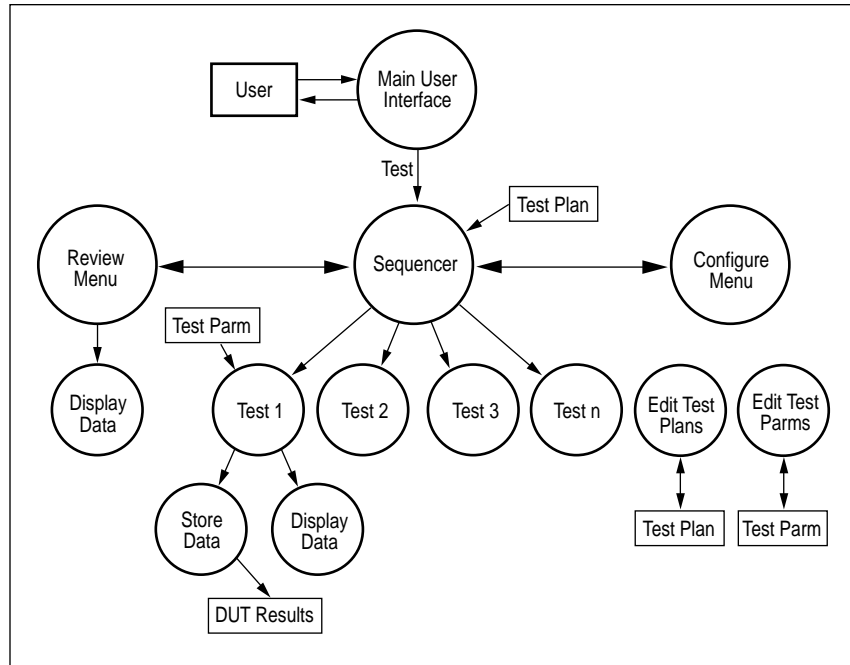 User
Main User
Interface
Test
Test Plan
Review
Menu
Sequencer
Configure
Menu
Test Parm
Display
Data
Test 1
Test 2
Test 3
Test n
Edit Test
Plans
Edit Test
Parms
Store
Data
Display
Data
Test Plan
Test Parm
DUT Results